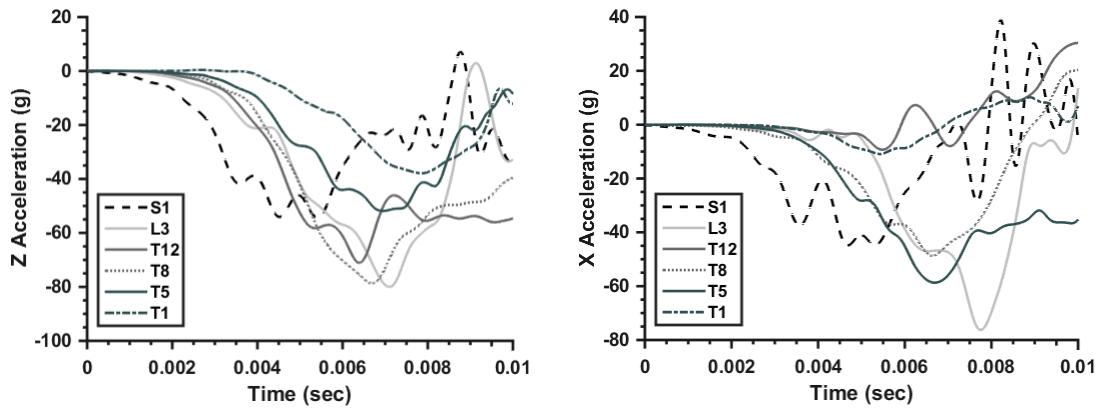 20
0
-20
-40
-60
-80
-100
Z Acceleration (g)
S1
L3
T12
T8
T5
T1
0 0.002 0.004 0.006 0.008 0.01
Time (sec)
40
20
0
-20
-40
-60
-80
X Acceleration (g)
S1
L3
T12
T8
T5
T1
0 0.002 0.004 0.006 0.008 0.01
Time (sec)